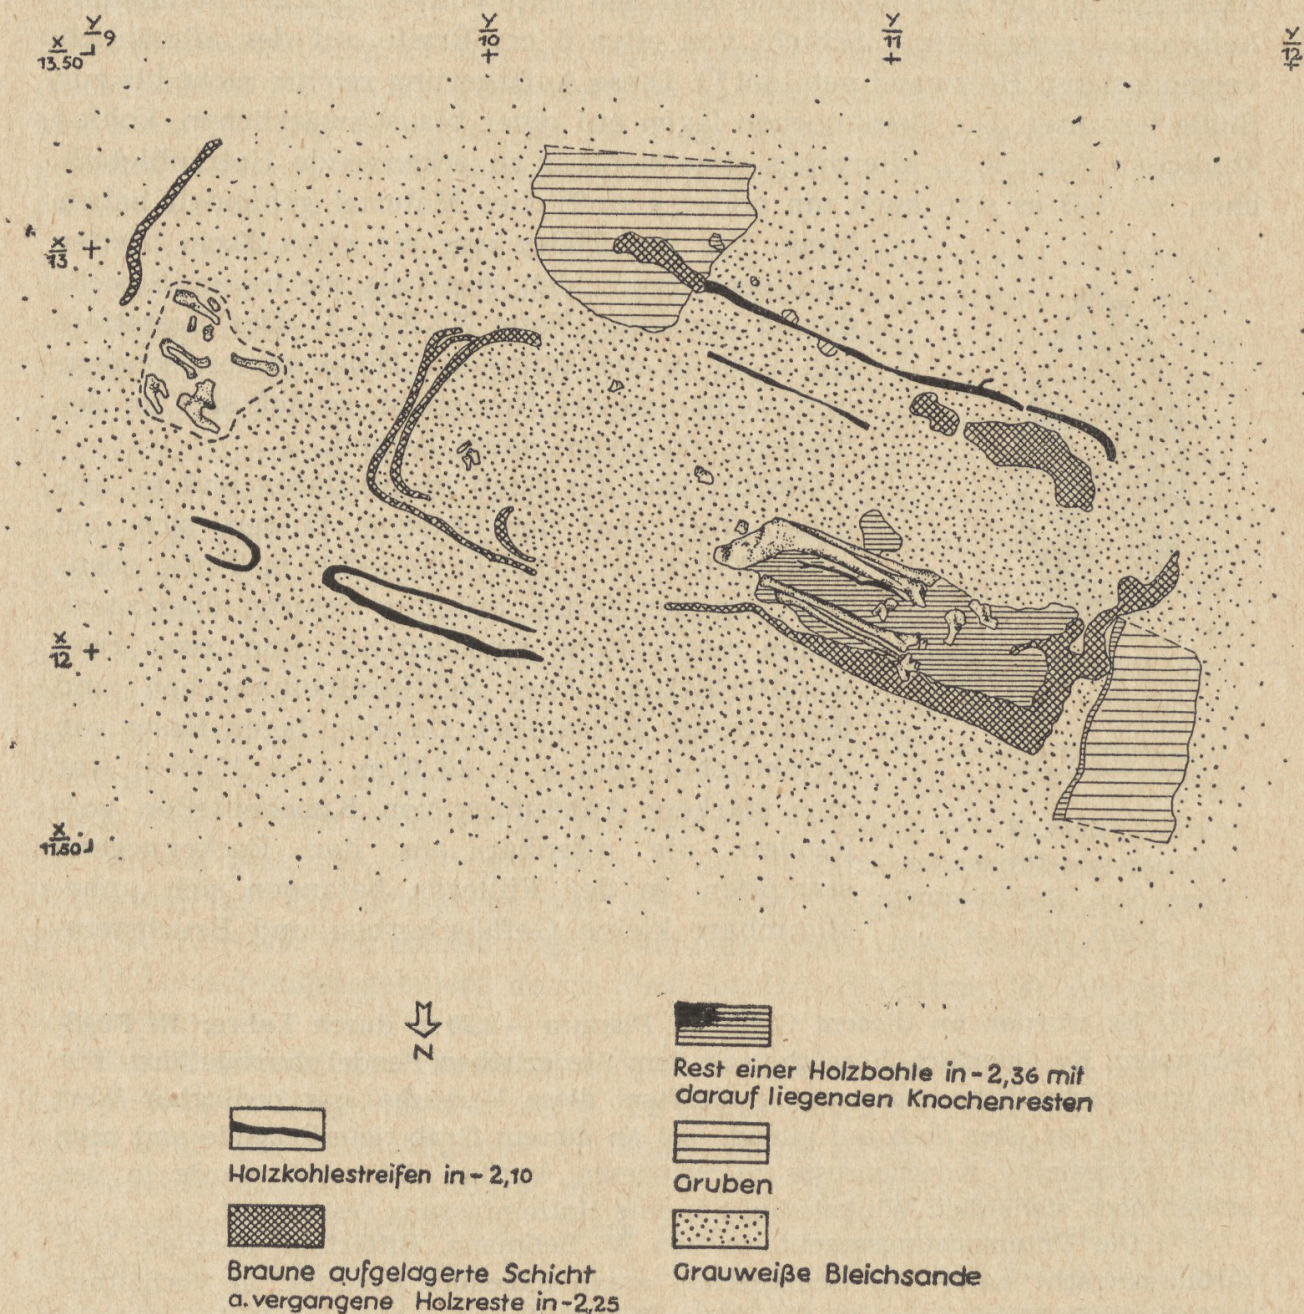 Y/9
X/13.50
Y/10
Y/11
Y/12
X/13
X/12
X/11.50
N
Rest einer Holzbohle in-2,36 mit
darauf liegenden Knochenresten
Holzkohlestreifen in-2,10
Gruben
Braune aufgelagerte Schicht
a. vergangene Holzreste in-2,25
Grauweiße Bleichsande